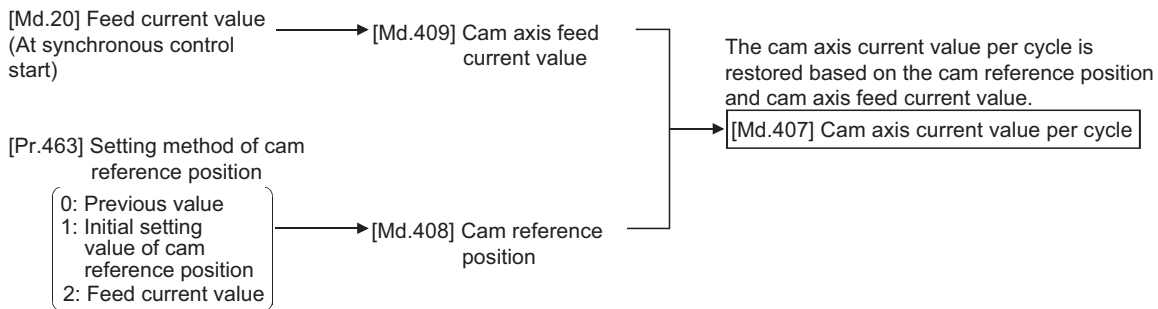 [Md.20] Feed current value
(At synchronous control
start)
[Md.409] Cam axis feed
current value
The cam axis current value per cycle is
restored based on the cam reference position
and cam axis feed current value.
[Md.407] Cam axis current value per cycle
[Pr.463] Setting method of cam
reference position
0: Previous value
1: Initial setting
value of cam
reference position
2: Feed current value
[Md.408] Cam reference
position